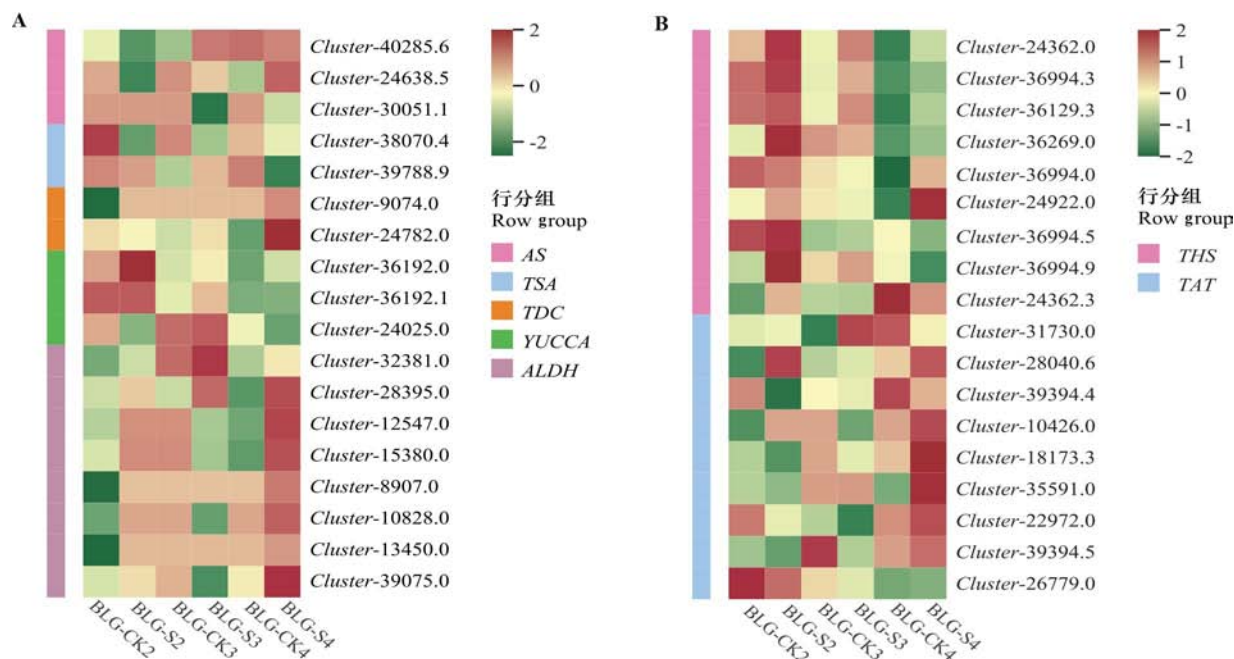 A
Cluster-40285.6
Cluster-24638.5
Cluster-30051.1
Cluster-38070.4
Cluster-39788.9
Cluster-9074.0
Cluster-24782.0
Cluster-36192.0
Cluster-36192.1
Cluster-24025.0
Cluster-32381.0
Cluster-28395.0
Cluster-12547.0
Cluster-15380.0
Cluster-8907.0
Cluster-10828.0
Cluster-13450.0
Cluster-39075.0
BLG-CK2
BLG-S2
BLG-CK3
BLG-S3
BLG-CK4
BLG-S4
2
0
-2
行分组
Row group
AS
TSA
TDC
YUCCA
ALDH
B
Cluster-24362.0
Cluster-36994.3
Cluster-36129.3
Cluster-36269.0
Cluster-36994.0
Cluster-24922.0
Cluster-36994.5
Cluster-36994.9
Cluster-24362.3
Cluster-31730.0
Cluster-28040.6
Cluster-39394.4
Cluster-10426.0
Cluster-18173.3
Cluster-35591.0
Cluster-22972.0
Cluster-39394.5
Cluster-26779.0
BLG-CK2
BLG-S2
BLG-CK3
BLG-S3
BLG-CK4
BLG-S4
2
1
0
-1
-2
行分组
Row group
THS
TAT